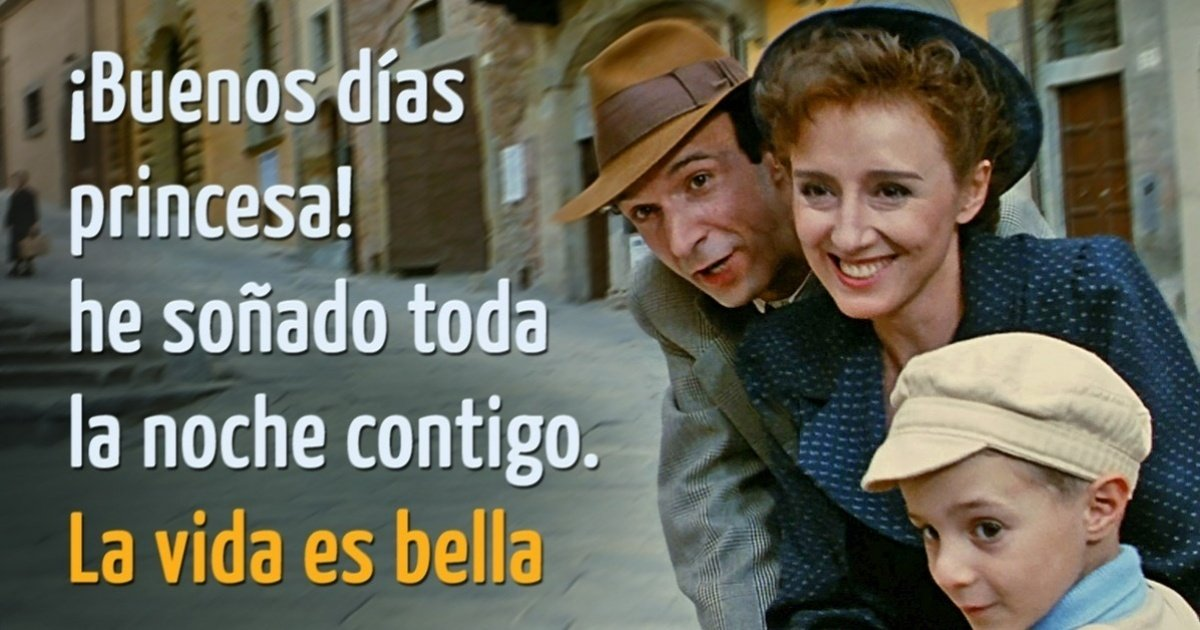 ¡Buenos días
princesa!
he soñado toda
la noche contigo.
La vida es bella